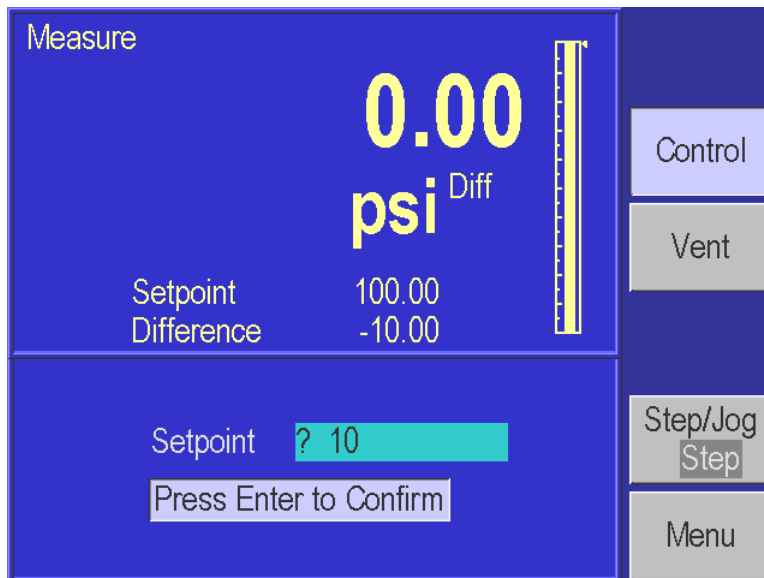 Measure
0.00
psi Diff
Setpoint 100.00
Difference -10.00
Setpoint ? 10
Press Enter to Confirm
Control
Vent
Step/Jog
Step
Menu